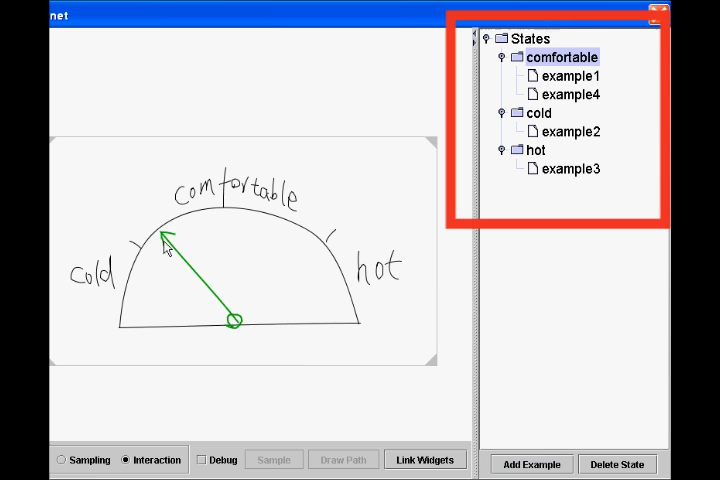 net
States
comfortable
example1
example4
cold
example2
hot
example3
comfortable
cold
hot
Sampling
Interaction
Debug
Sample
Draw Path
Link Widgets
Add Example
Delete State